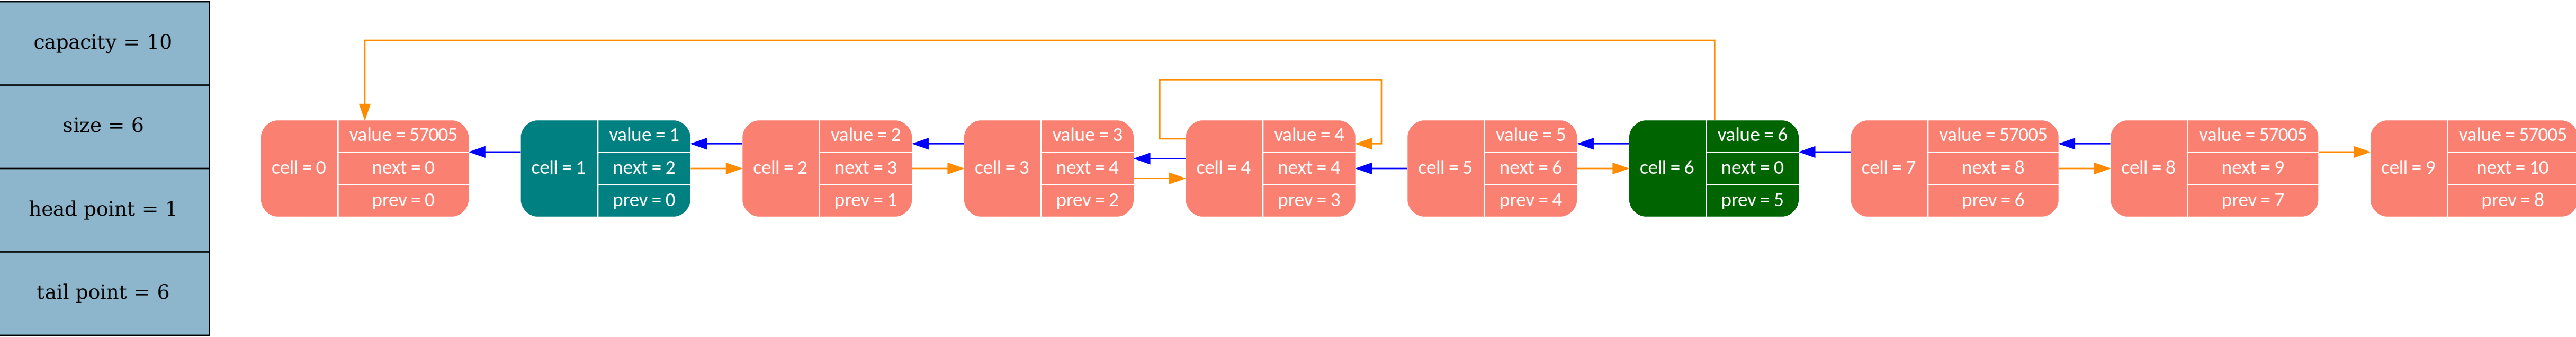 capacity = 10
size = 6
head point = 1
tail point = 6
cell = 0
value = 57005
next = 0
prev = 0
cell = 1
value = 1
next = 2
prev = 0
cell = 2
value = 2
next = 3
prev = 1
cell = 3
value = 3
next = 4
prev = 2
cell = 4
value = 4
next = 4
prev = 3
cell = 5
value = 5
next = 6
prev = 4
cell = 6
value = 6
next = 0
prev = 5
cell = 7
value = 57005
next = 8
prev = 6
cell = 8
value = 57005
next = 9
prev = 7
cell = 9
value = 57005
next = 10
prev = 8